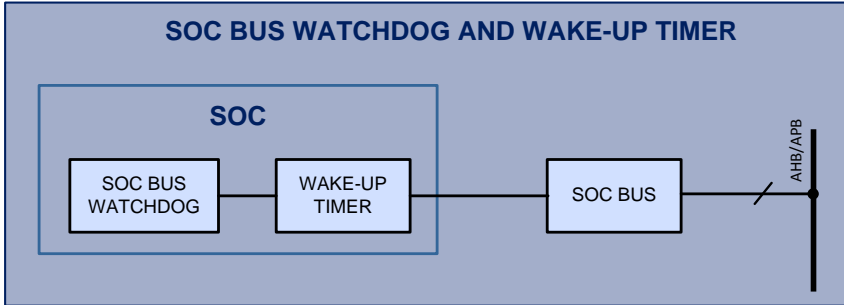 SOC BUS WATCHDOG AND WAKE-UP TIMER
SOC
SOC BUS
WATCHDOG
WAKE-UP
TIMER
SOC BUS
AHB/APB